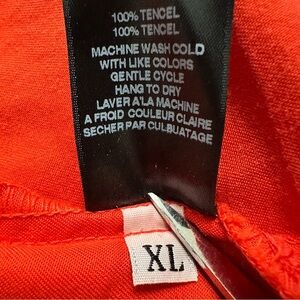 100% TENCEL
100% TENCEL
MACHINE WASH COLD
WITH LIKE COLORS
GENTLE CYCLE
HANG TO DRY
LAVER A'LA MACHINE
A FROID COULEUR CLAIRE
SECHER PAR CULBUATAGE
XL